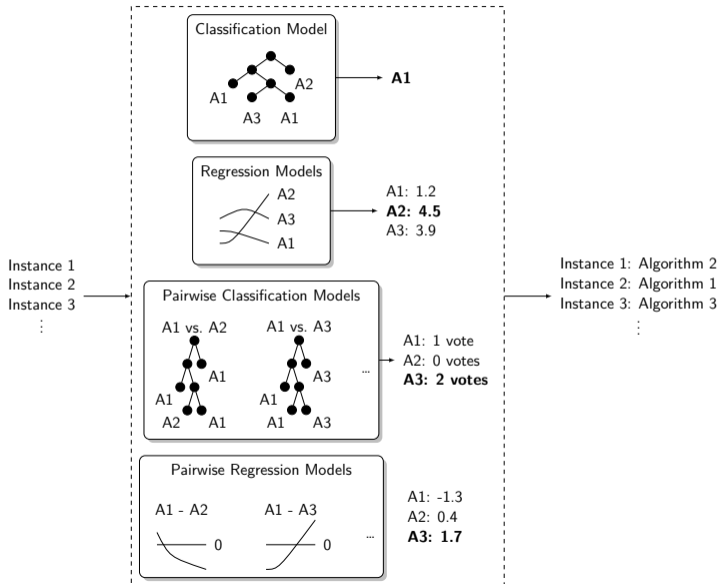 Classification Model
A1
A2
A3 A1
A1
Regression Models
A2
A3
A1
A1: 1.2
A2: 4.5
A3: 3.9
Instance 1
Instance 2
Instance 3
⋮
Instance 1: Algorithm 2
Instance 2: Algorithm 1
Instance 3: Algorithm 3
⋮
Pairwise Classification Models
A1 vs. A2
A1
A1
A2 A1
A1 vs. A3
A3
A1
A1 A3
...
A1: 1 vote
A2: 0 votes
A3: 2 votes
Pairwise Regression Models
A1 - A2
0
A1 - A3
0
...
A1: -1.3
A2: 0.4
A3: 1.7